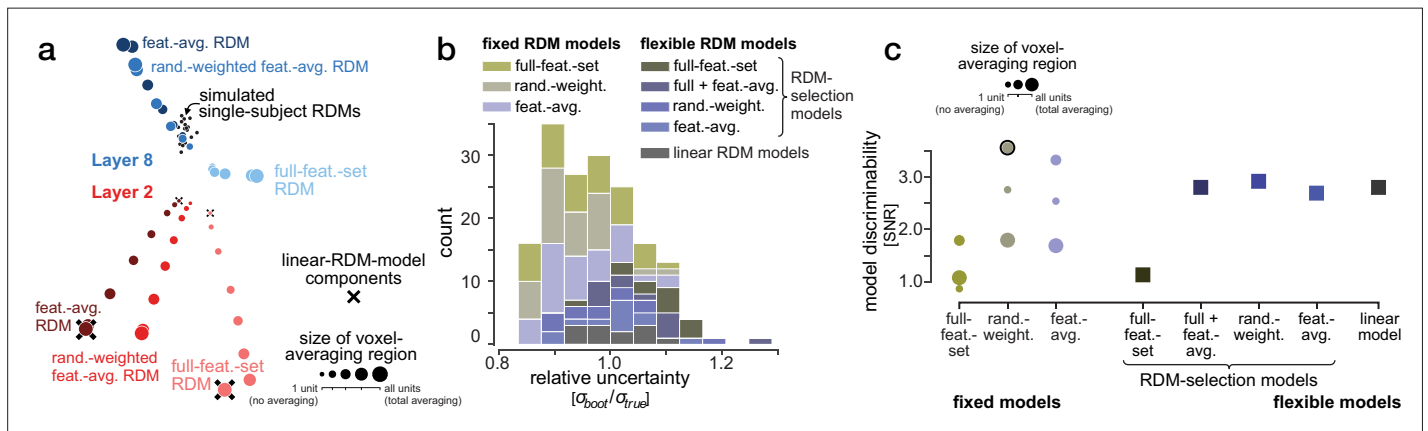 a
feat.-avg. RDM
rand.-weighted feat.-avg. RDM
simulated
single-subject RDMs
Layer 8
full-feat.-set
RDM
Layer 2
linear-RDM-model
components
feat.-avg.
RDM
rand.-weighted
feat.-avg. RDM
full-feat.-set
RDM
size of voxel-
averaging region
1 unit
(no averaging)
all units
(total averaging)
b
fixed RDM models
full-feat.-set
rand.-weight.
feat.-avg.
flexible RDM models
full-feat.-set
full + feat.-avg.
rand.-weight.
feat.-avg.
linear RDM models
RDM-
selection
models
count
30
20
10
0
0.8
1.0
1.2
relative uncertainty
[σboot/σtrue]
c
size of voxel-
averaging region
1 unit
(no averaging)
all units
(total averaging)
model discriminability
[SNR]
3.0
2.0
1.0
full-
feat.-
set
rand.-
weight.
feat.-
avg.
full-
feat.-
set
full +
feat.-
avg.
rand.-
weight.
feat.-
avg.
linear
model
RDM-selection models
fixed models
flexible models